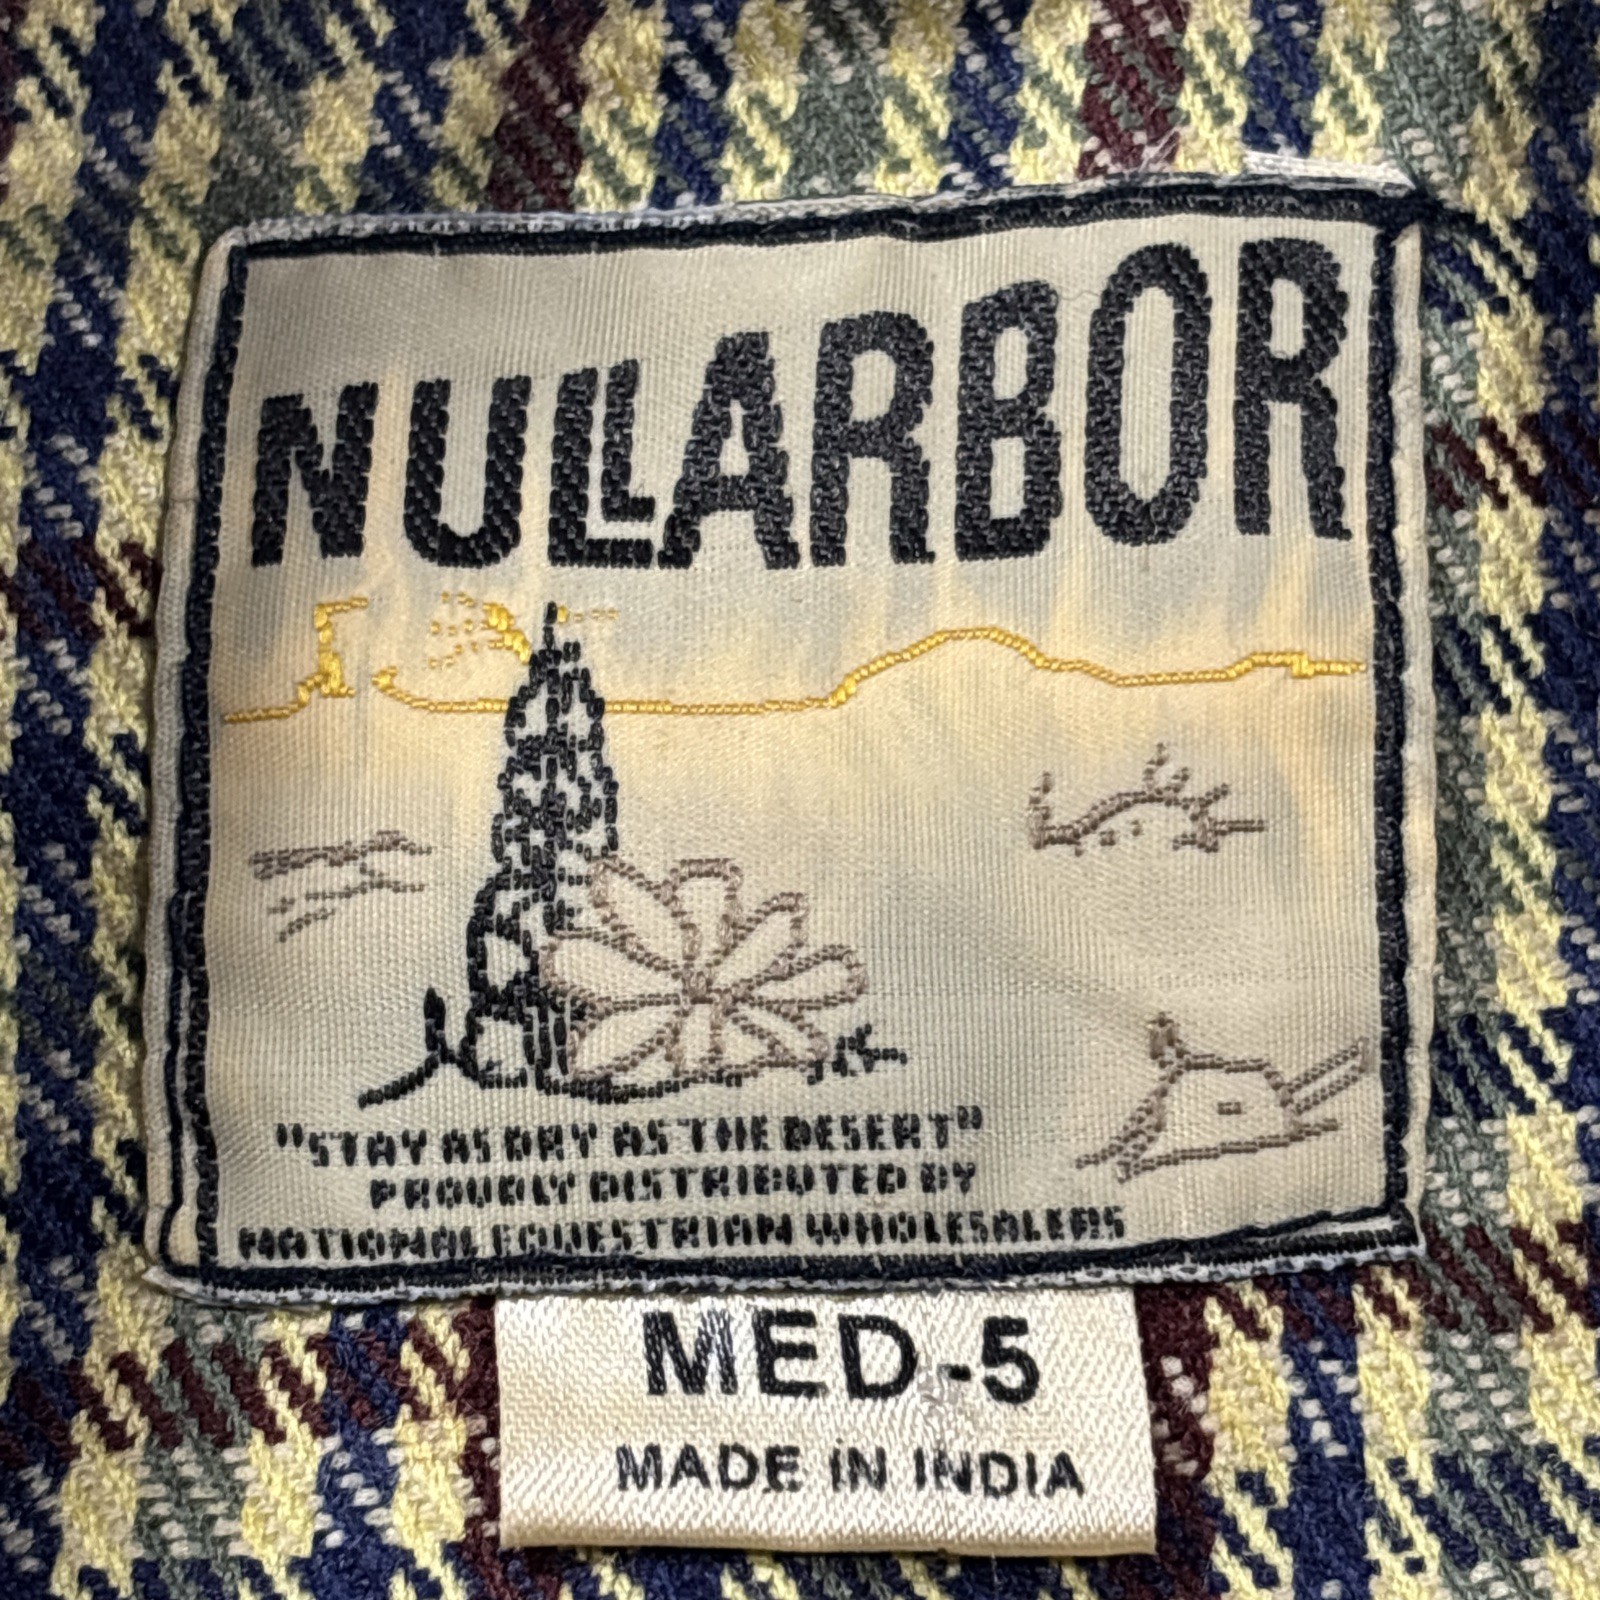 NULLARBOR
"STAY AS DRY AS THE DESERT"
PROUDLY DISTRIBUTED BY
NATIONAL EQUESTRIAN WHOLESALERS
MED-5
MADE iN INDIA